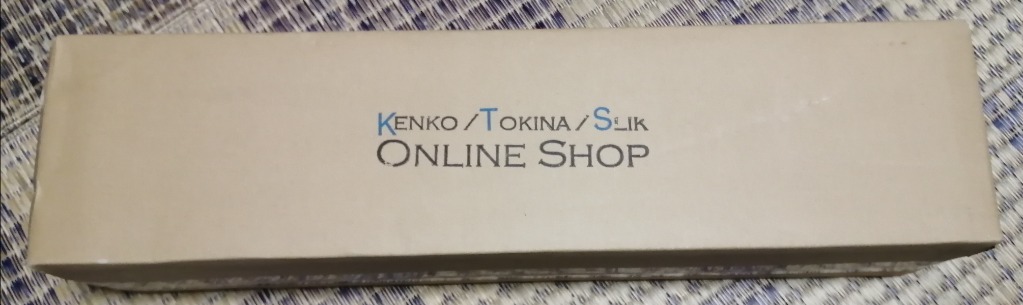 KENKO / TOKINA / SLIK
ONLINE SHOP